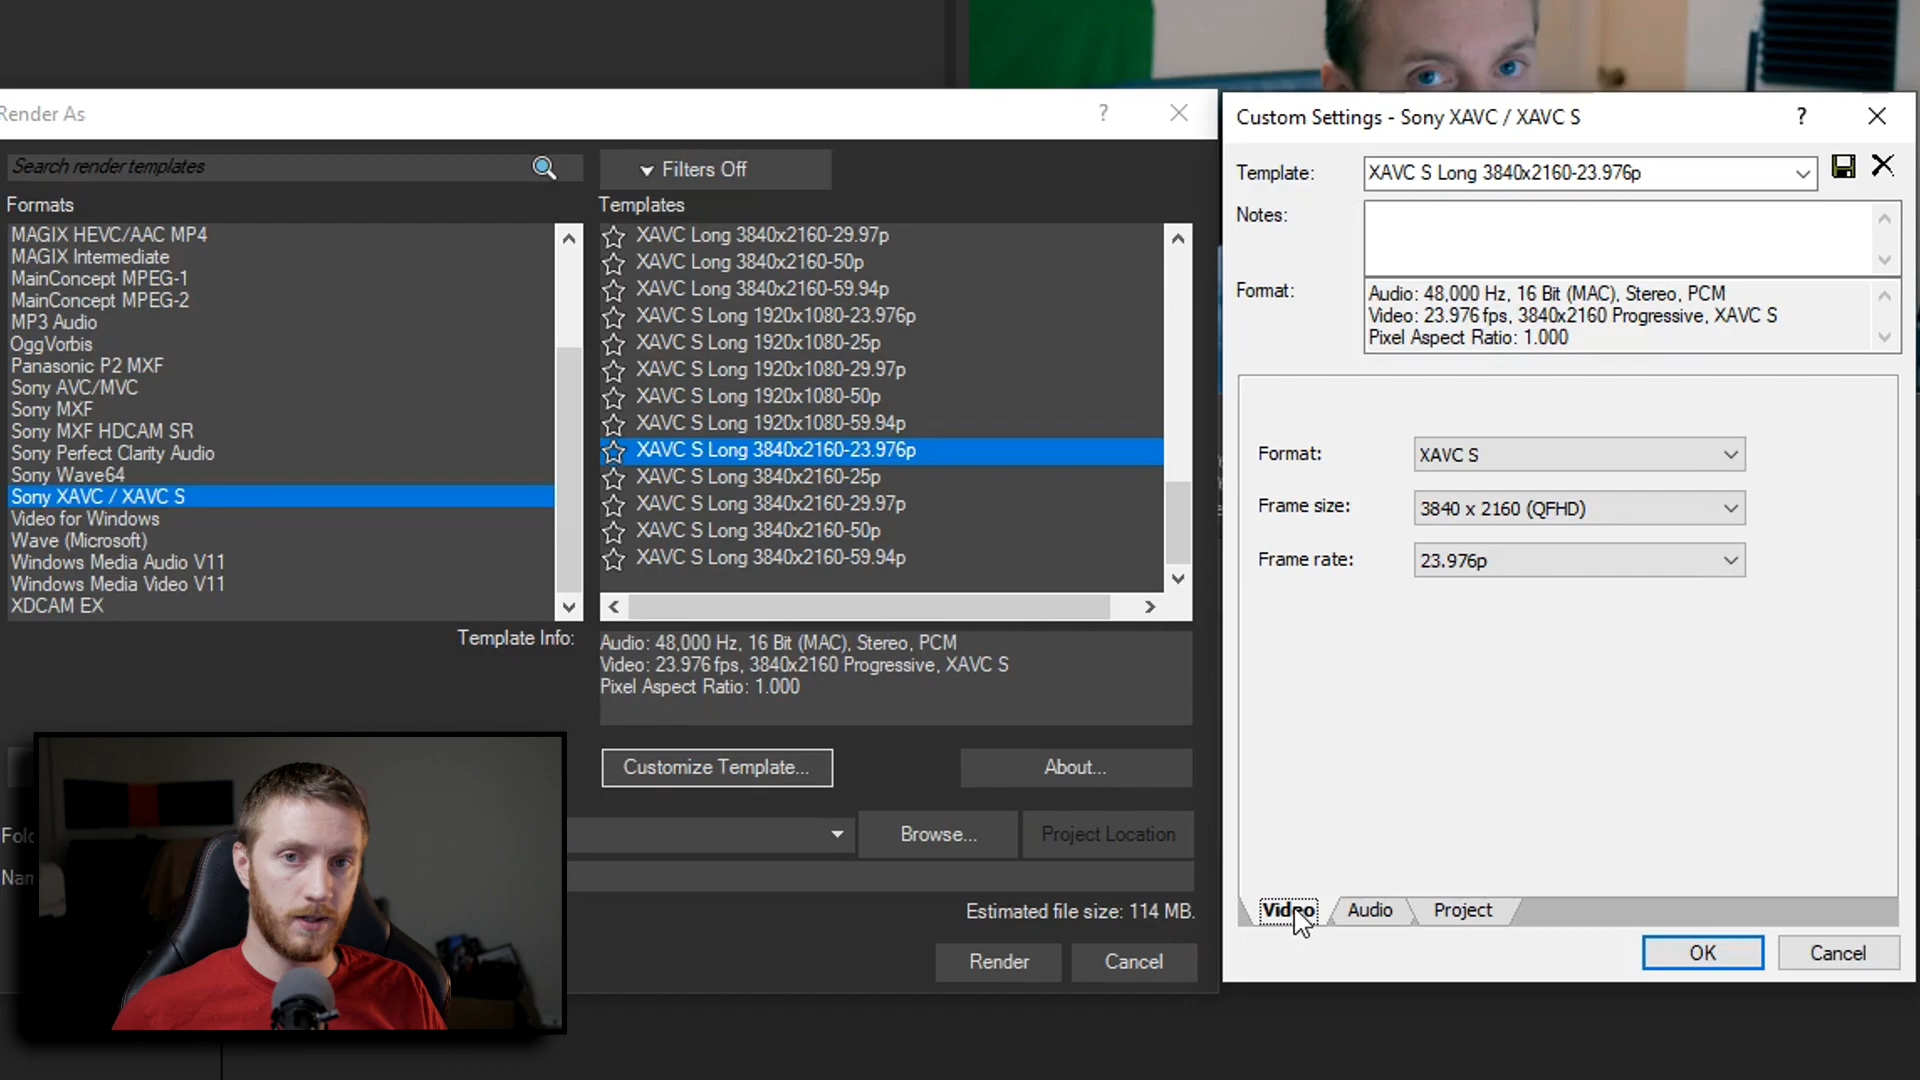 Render As
?
Search render templates
Filters Off
Formats
Templates
MAGIX HEVC/AAC MP4
MAGIX Intermediate
MainConcept MPEG-1
MainConcept MPEG-2
MP3 Audio
OggVorbis
Panasonic P2 MXF
Sony AVC/MVC
Sony MXF
Sony MXF HDCAM SR
Sony Perfect Clarity Audio
Sony Wave64
Sony XAVC / XAVC S
Video for Windows
Wave (Microsoft)
Windows Media Audio V11
Windows Media Video V11
XDCAM EX
XAVC Long 3840x2160-29.97p
XAVC Long 3840x2160-50p
XAVC Long 3840x2160-59.94p
XAVC S Long 1920x1080-23.976p
XAVC S Long 1920x1080-25p
XAVC S Long 1920x1080-29.97p
XAVC S Long 1920x1080-50p
XAVC S Long 1920x1080-59.94p
XAVC S Long 3840x2160-23.976p
XAVC S Long 3840x2160-25p
XAVC S Long 3840x2160-29.97p
XAVC S Long 3840x2160-50p
XAVC S Long 3840x2160-59.94p
Template Info:
Audio: 48,000 Hz, 16 Bit (MAC), Stereo, PCM
Video: 23.976 fps, 3840x2160 Progressive, XAVC S
Pixel Aspect Ratio: 1.000
Customize Template...
About...
Browse...
Project Location
Estimated file size: 114 MB.
Render
Cancel
Custom Settings - Sony XAVC / XAVC S
?
Template:
XAVC S Long 3840x2160-23.976p
Notes:
Format:
Audio: 48,000 Hz, 16 Bit (MAC), Stereo, PCM
Video: 23.976 fps, 3840x2160 Progressive, XAVC S
Pixel Aspect Ratio: 1.000
Format:
XAVC S
Frame size:
3840 x 2160 (QFHD)
Frame rate:
23.976p
Video
Audio
Project
OK
Cancel